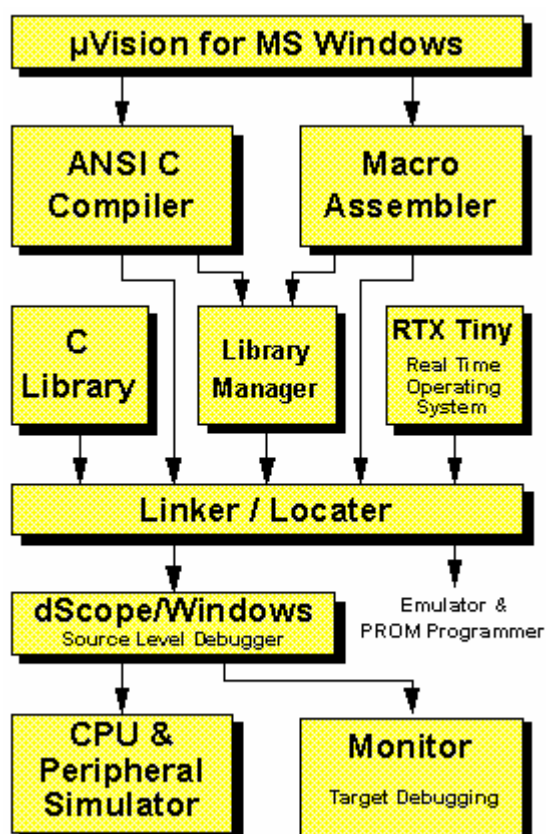 µVision for MS Windows
ANSI C
Compiler
Macro
Assembler
C
Library
Library
Manager
RTX Tiny
Real Time
Operating
System
Linker / Locater
dScope/Windows
Source Level Debugger
Emulator &
PROM Programmer
CPU &
Peripheral
Simulator
Monitor
Target Debugging